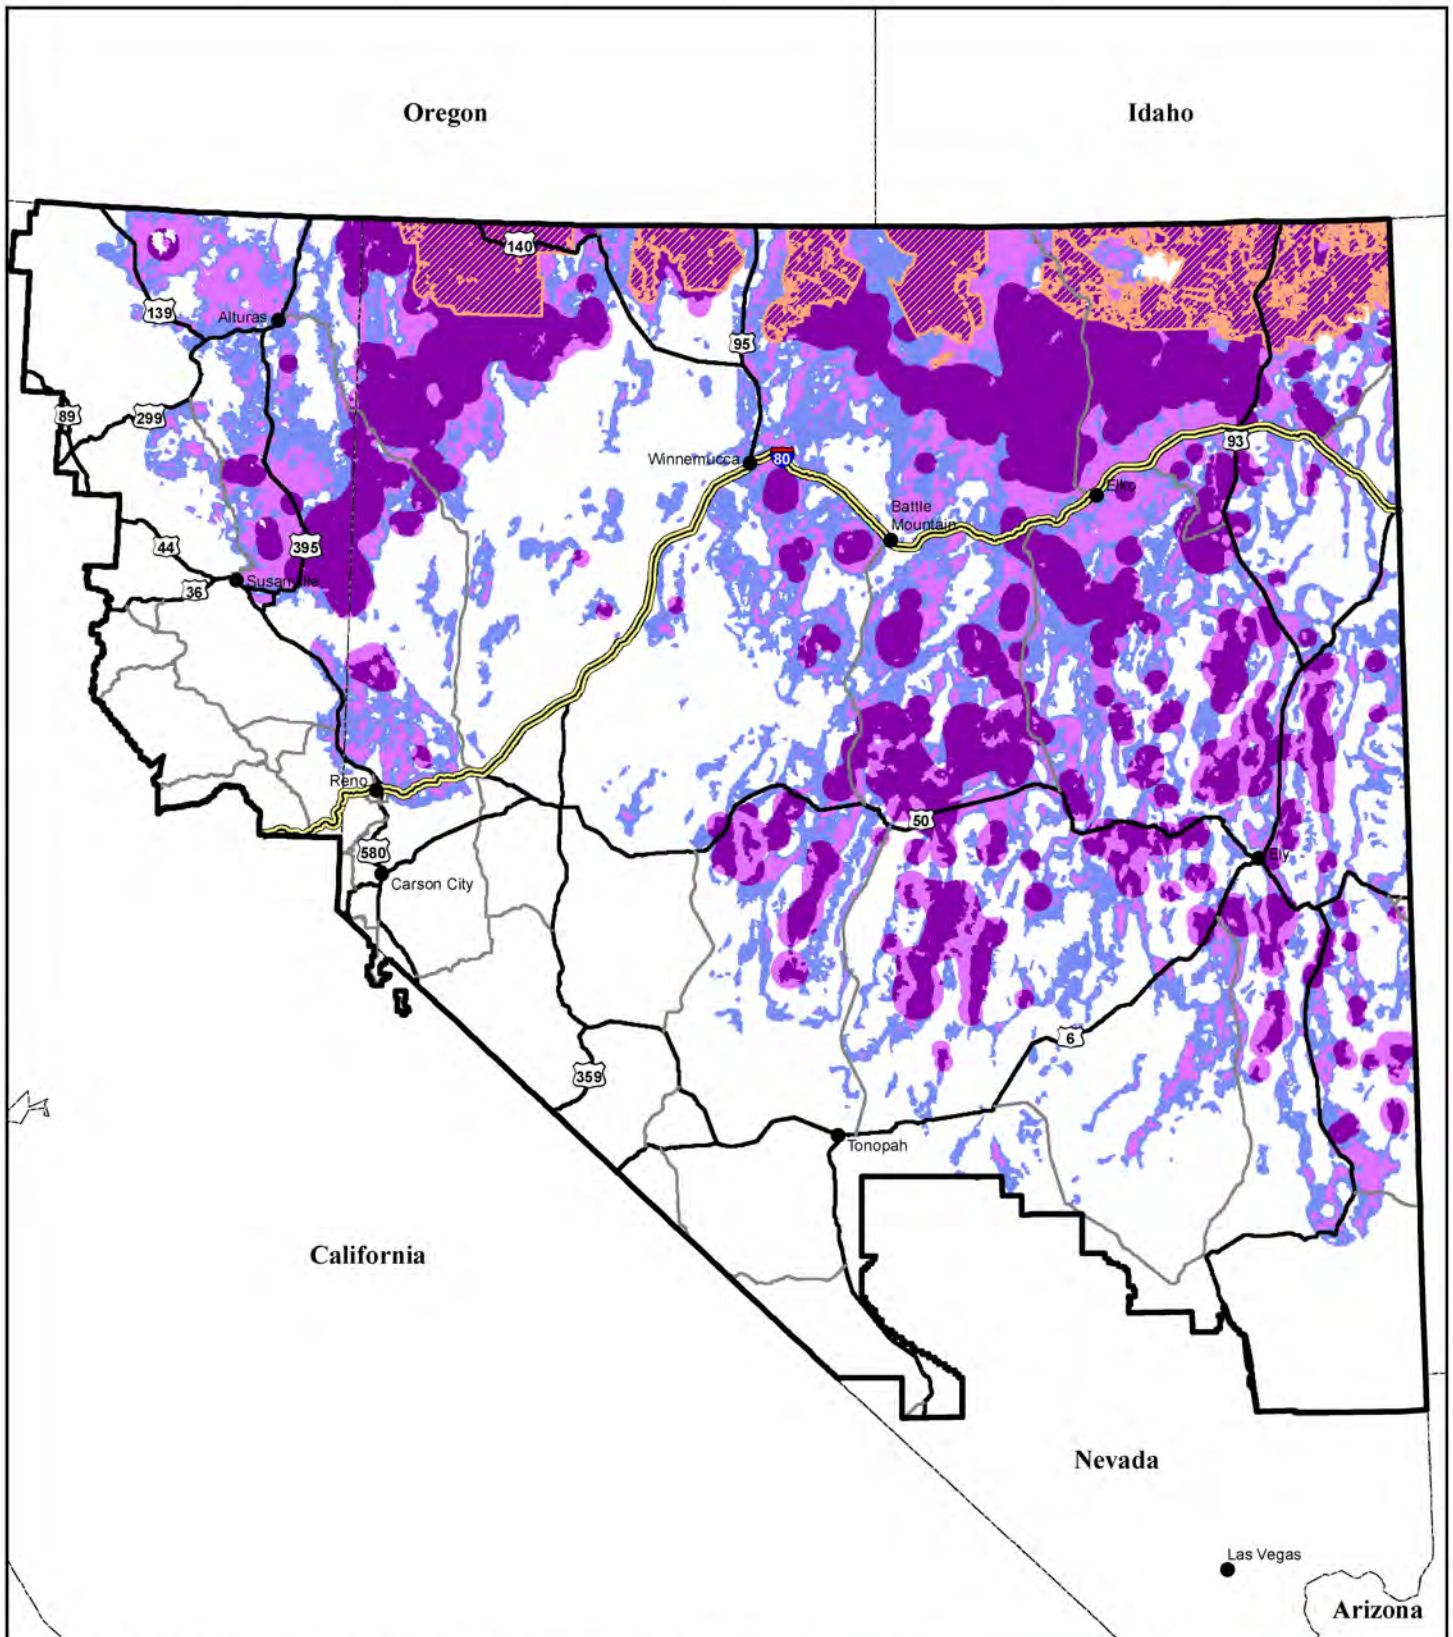 Oregon
Idaho
140
139
Alturas
95
89
299
93
Winnemucca
80
Elko
Battle
Mountain
44
395
Susanville
36
Reno
50
580
Ely
Carson City
6
359
Tonopah
California
Nevada
Las Vegas
Arizona